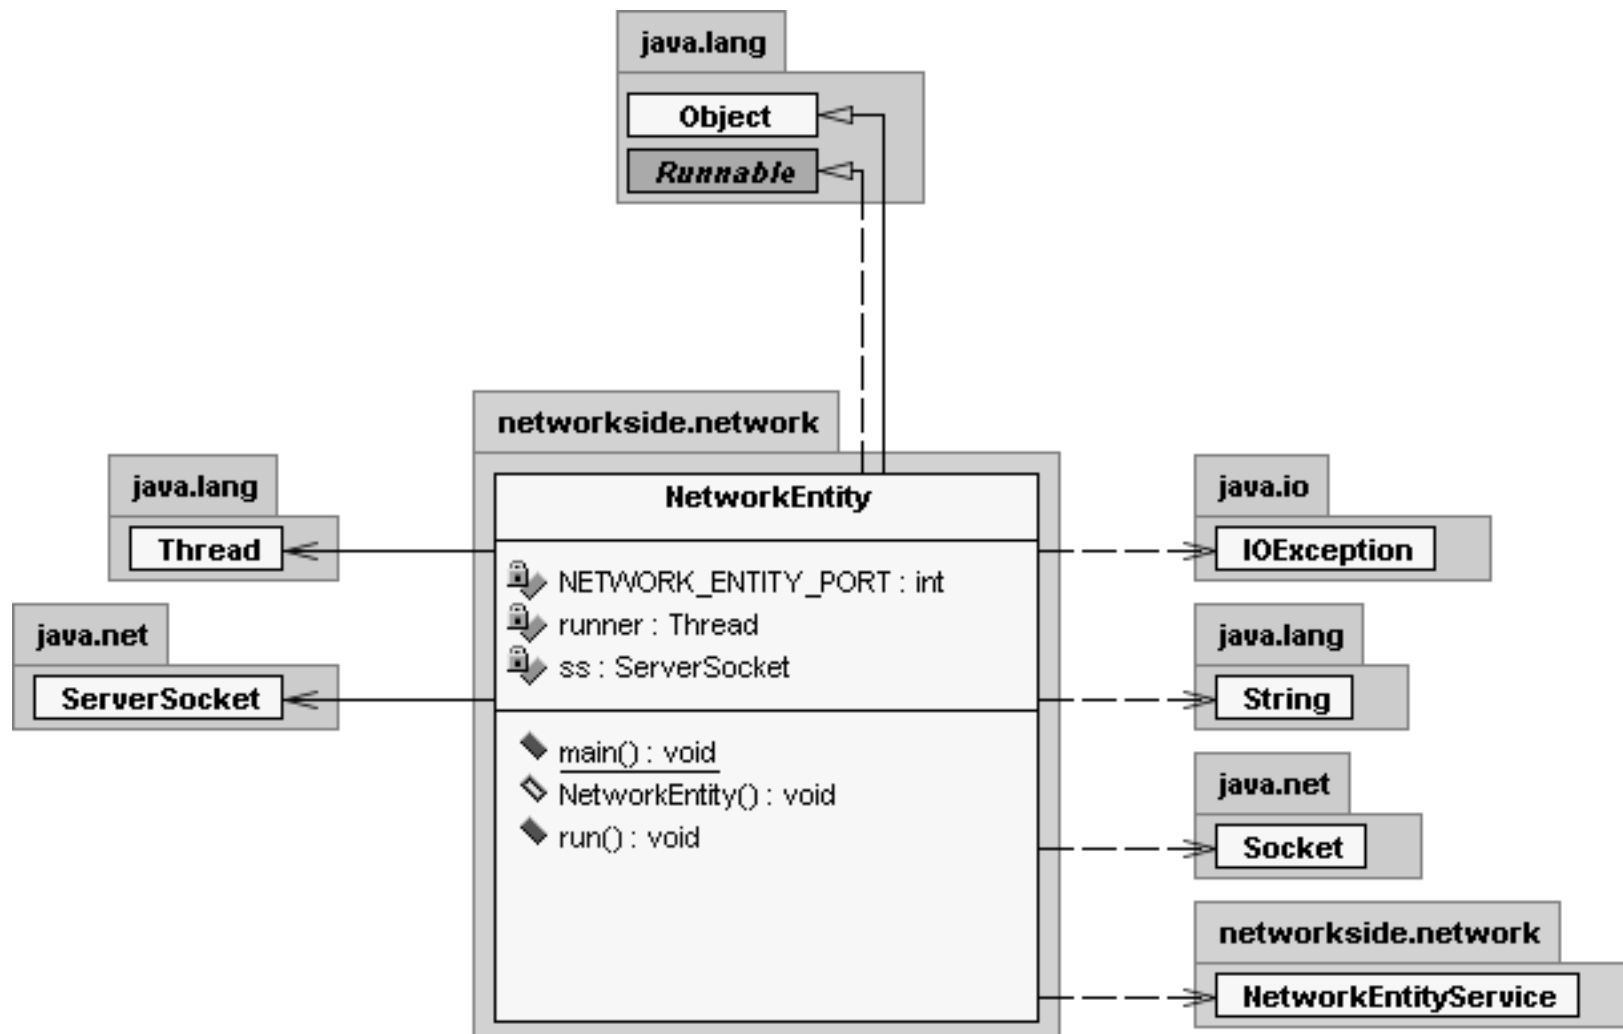 java.lang
Object
Runnable
networkside.network
NetworkEntity
NETWORK_ENTITY_PORT : int
runner : Thread
ss : ServerSocket
main() : void
NetworkEntity() : void
run() : void
java.lang
Thread
java.net
ServerSocket
java.io
IOException
java.lang
String
java.net
Socket
networkside.network
NetworkEntityService